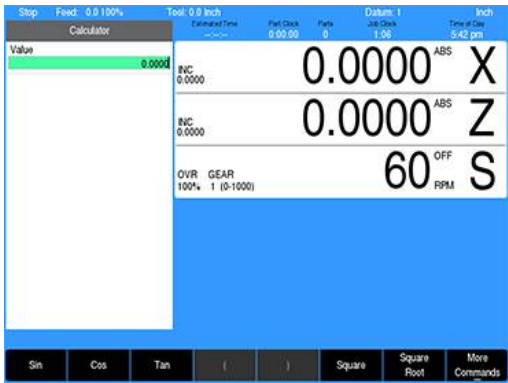 Stop Feed: 0.0 100% Tool: 0.0 Inch Datum: 1 Inch
Calculator Estimated Time Part Clock Parts Job Clock Time of Day
--:--:-- 0:00:00 0 1:06 5:42 pm
Value
0.0000
INC
0.0000
0.0000 ABS X
INC
0.0000
0.0000 ABS Z
OVR GEAR
100% 1 (0-1000)
60 OFF
RPM S
Sin Cos Tan ( ) Square Square Root More Commands